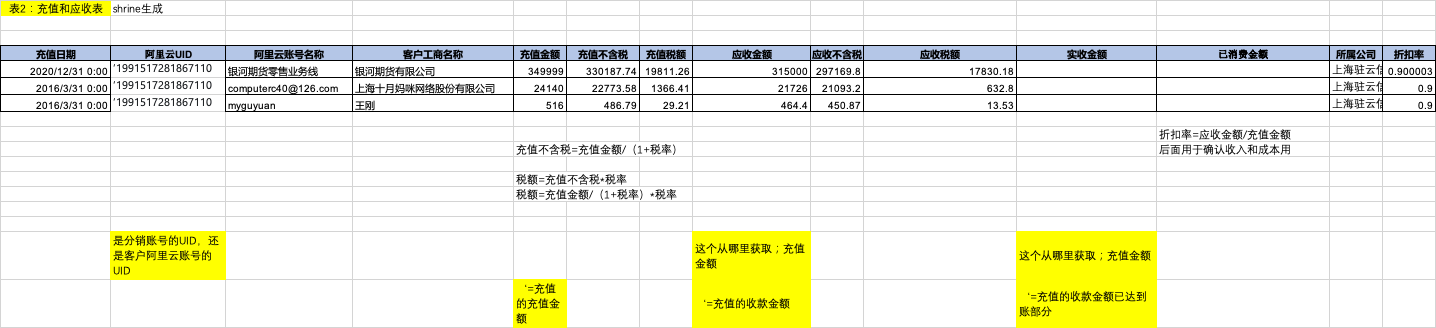 表2：充值和应收表 shrine生成
充值日期 阿里云UID 阿里云账号名称 客户工商名称 充值金额 充值不含税 充值税额 应收金额 应收不含税 应收税额 实收金额 已消费金额 所属公司 折扣率
2020/12/31 0:00 '1991517281867110 银河期货零售业务线 银河期货有限公司 349999 330187.74 19811.26 315000 297169.8 17830.18 上海驻云信 0.900003
2016/3/31 0:00 '1991517281867110 computerc40@126.com 上海十月妈咪网络股份有限公司 24140 22773.58 1366.41 21726 21093.2 632.8 上海驻云信 0.9
2016/3/31 0:00 '1991517281867110 myguyuan 王刚 516 486.79 29.21 464.4 450.87 13.53 上海驻云信 0.9
折扣率=应收金额/充值金额
充值不含税=充值金额/（1+税率） 后面用于确认收入和成本用
税额=充值不含税*税率
税额=充值金额/（1+税率）*税率
是分销账号的UID，还
是客户阿里云账号的
UID
这个从哪里获取；充值
金额
这个从哪里获取；充值金额
'=充值
的充值金
额
'=充值的收款金额
'=充值的收款金额已达到
账部分